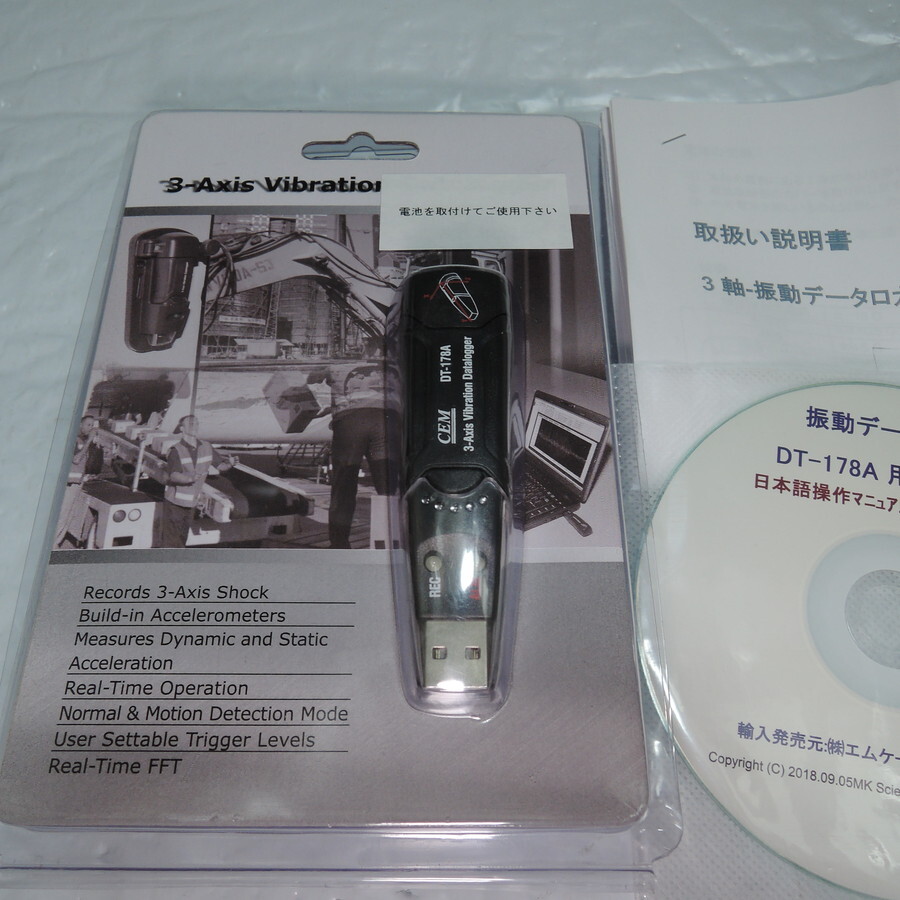 3-Axis Vibration
電池を取付けてご使用下さい
CEM DT-178A
3-Axis Vibration Datalogger
REC
Records 3-Axis Shock
Build-in Accelerometers
Measures Dynamic and Static
Acceleration
Real-Time Operation
Normal & Motion Detection Mode
User Settable Trigger Levels
Real-Time FFT
取扱い説明書
3軸-振動データロガ
振動デー
DT-178A 用
日本語操作マニュア
輸入発売元:㈱エムケー
Copyright (C) 2018.09.05MK Scie